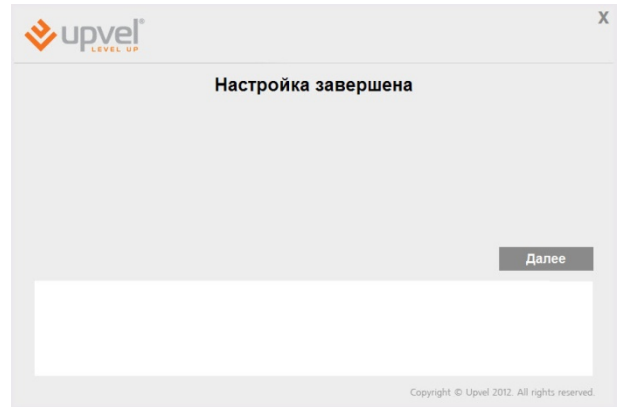 X
upvel®
LEVEL UP
Настройка завершена
Далее
Copyright © Upvel 2012. All rights reserved.